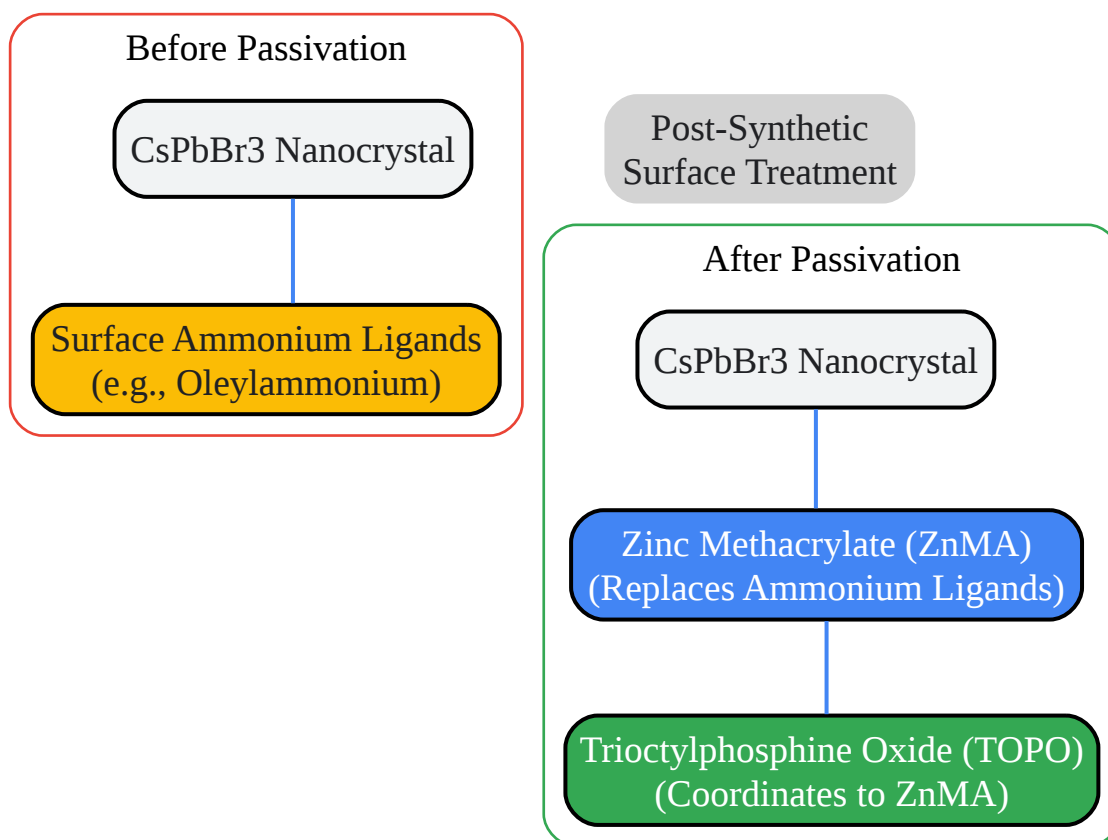 Before Passivation
CsPbBr3 Nanocrystal
Surface Ammonium Ligands
(e.g., Oleylammonium)
Post-Synthetic
Surface Treatment
After Passivation
CsPbBr3 Nanocrystal
Zinc Methacrylate (ZnMA)
(Replaces Ammonium Ligands)
Trioctylphosphine Oxide (TOPO)
(Coordinates to ZnMA)